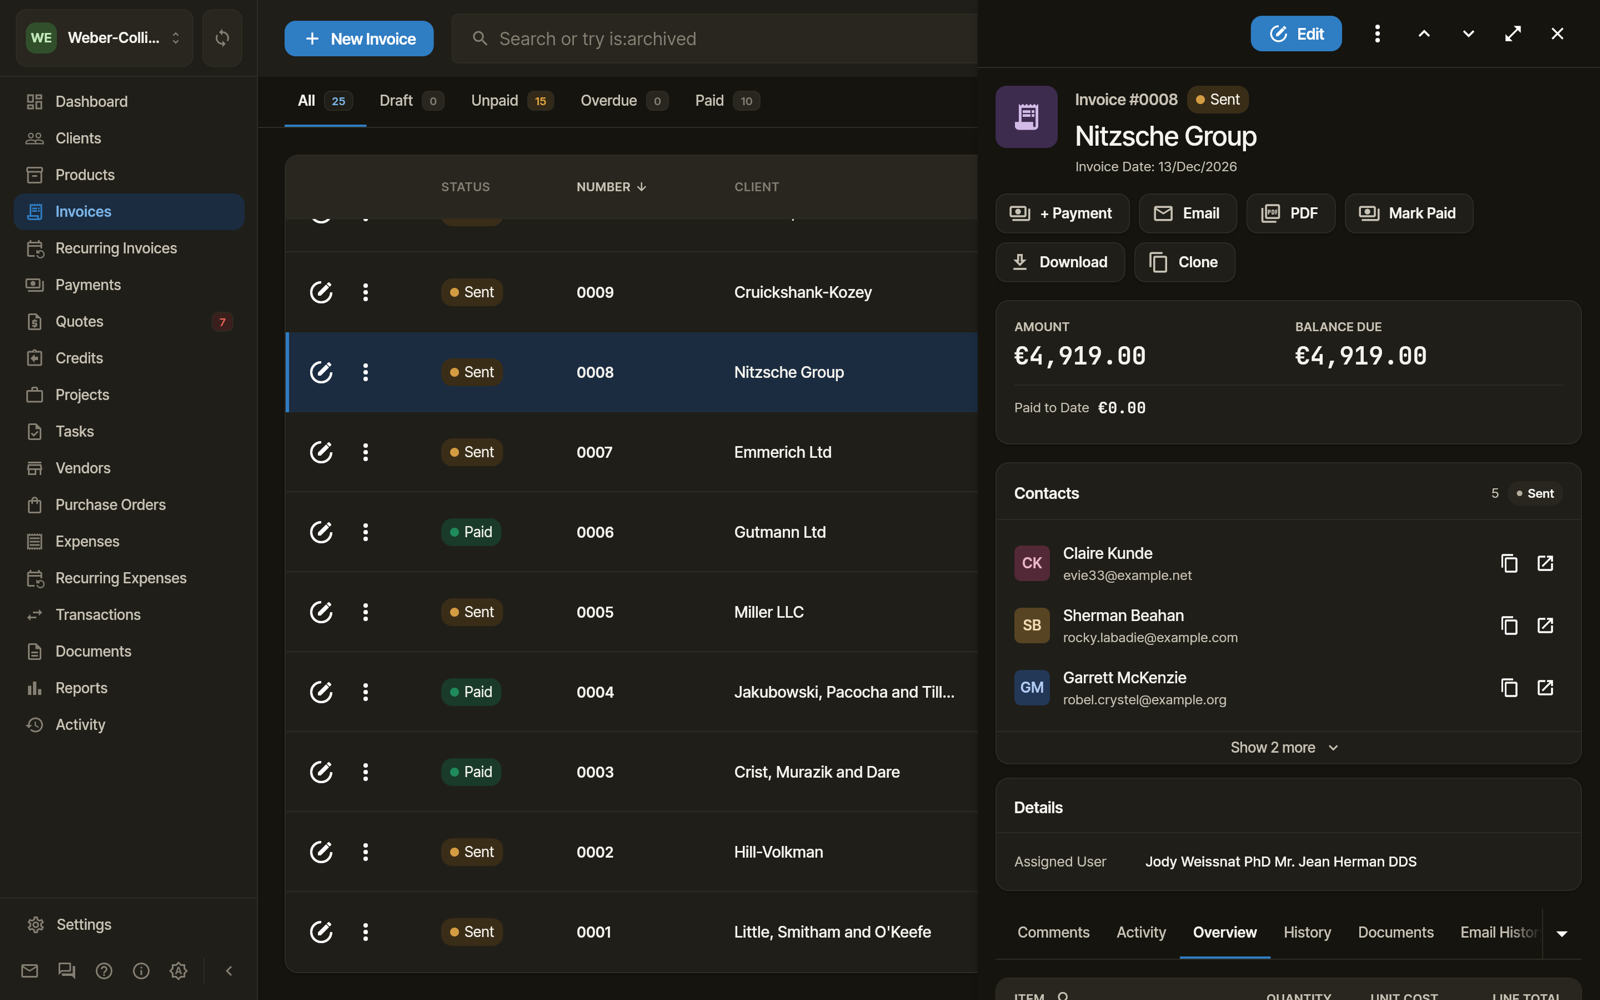 WE Weber-Colli...
Dashboard
Clients
Products
Invoices
Recurring Invoices
Payments
Quotes 7
Credits
Projects
Tasks
Vendors
Purchase Orders
Expenses
Recurring Expenses
Transactions
Documents
Reports
Activity
Settings
+ New Invoice
Search or try is:archived
All 25 Draft 0 Unpaid 15 Overdue 0 Paid 10
STATUS NUMBER CLIENT
Sent 0009 Cruickshank-Kozey
Sent 0008 Nitzsche Group
Sent 0007 Emmerich Ltd
Paid 0006 Gutmann Ltd
Sent 0005 Miller LLC
Paid 0004 Jakubowski, Pacocha and Till...
Paid 0003 Crist, Murazik and Dare
Sent 0002 Hill-Volkman
Sent 0001 Little, Smitham and O'Keefe
Edit
Invoice #0008 Sent
Nitzsche Group
Invoice Date: 13/Dec/2026
+ Payment Email PDF Mark Paid
Download Clone
AMOUNT BALANCE DUE
€4,919.00 €4,919.00
Paid to Date €0.00
Contacts 5 Sent
CK Claire Kunde
evie33@example.net
SB Sherman Beahan
rocky.labadie@example.com
GM Garrett McKenzie
robel.crystel@example.org
Show 2 more
Details
Assigned User Jody Weissnat PhD Mr. Jean Herman DDS
Comments Activity Overview History Documents Email Histor
ITEM QUANTITY UNIT COST LINE TOTAL